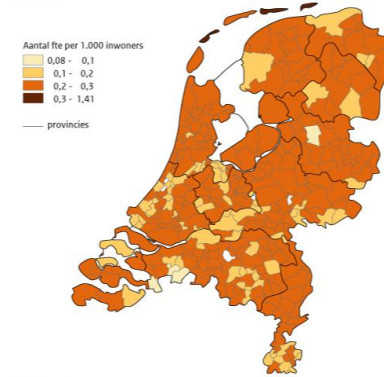 Aantal fte per 1.000 inwoners
0,08 - 0,1
0,1 - 0,2
0,2 - 0,3
0,3 - 1,41
provincies